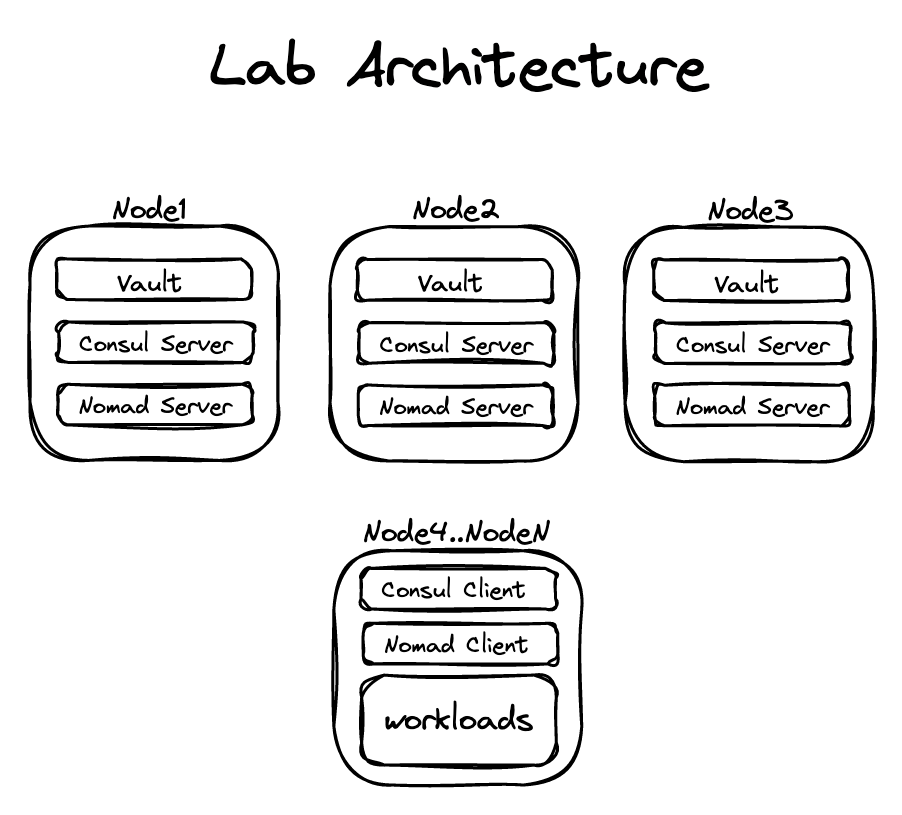 Lab Architecture
Node1
Vault
Consul Server
Nomad Server
Node2
Vault
Consul Server
Nomad Server
Node3
Vault
Consul Server
Nomad Server
Node4..NodeN
Consul Client
Nomad Client
workloads